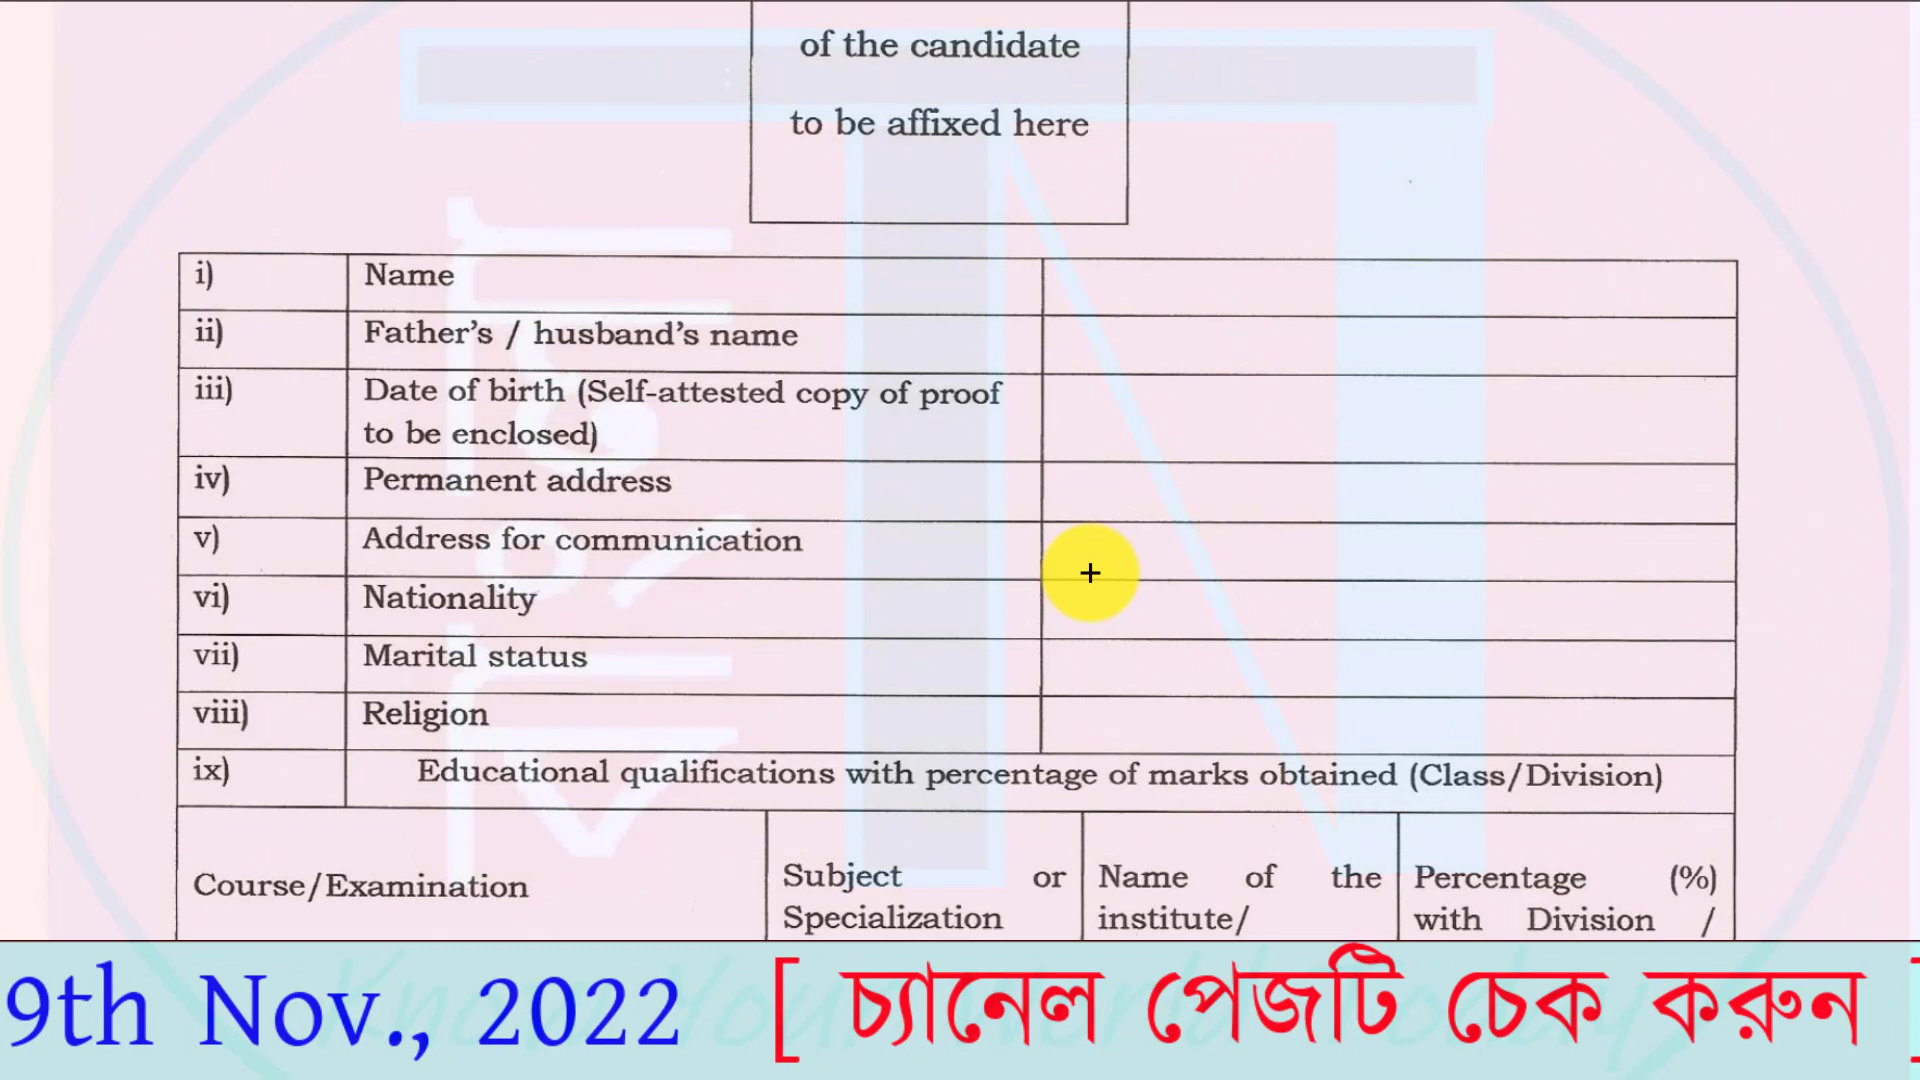 of the candidate
to be affixed here
i) Name
ii) Father's / husband's name
iii) Date of birth (Self-attested copy of proof
to be enclosed)
iv) Permanent address
v) Address for communication
vi) Nationality
vii) Marital status
viii) Religion
ix) Educational qualifications with percentage of marks obtained (Class/Division)
Course/Examination
Subject or
Specialization
Name of the
institute/
Percentage (%)
with Division /
9th Nov., 2022 [ চ্যানেল পেজটি চেক করুন ]